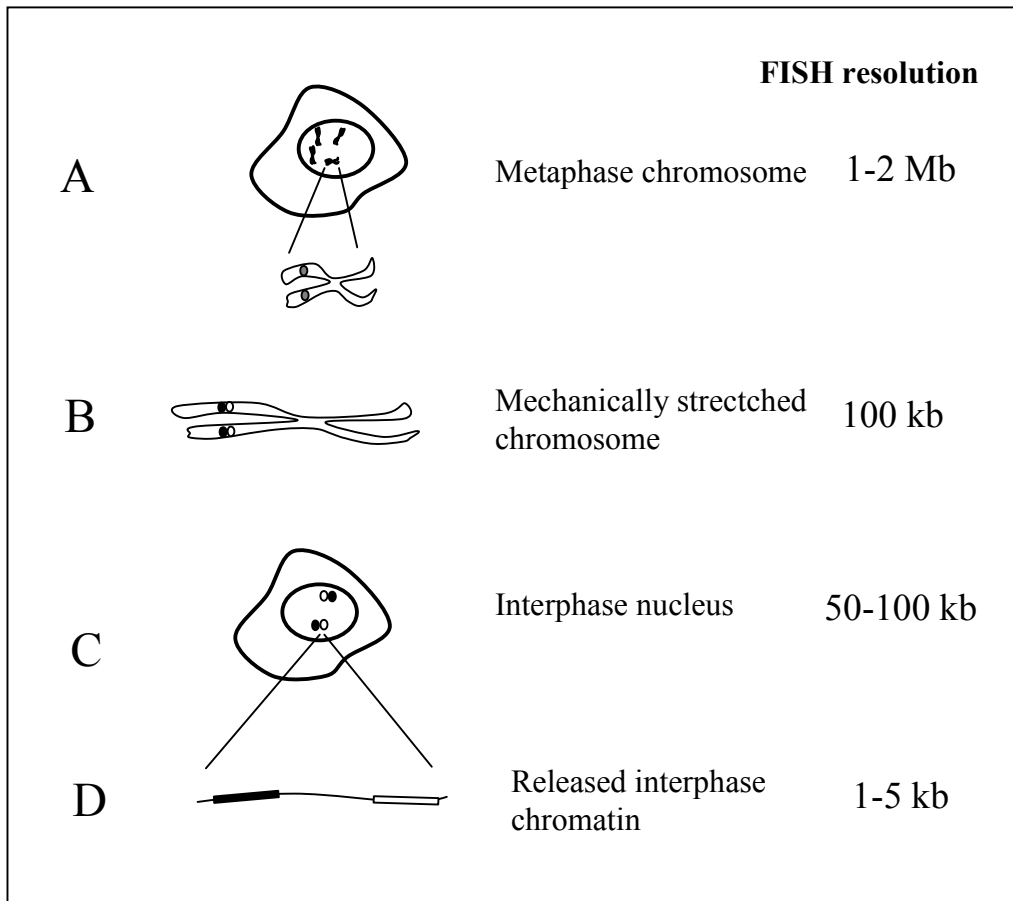 FISH resolution
A
Metaphase chromosome
1-2 Mb
B
Mechanically strectched
chromosome
100 kb
C
Interphase nucleus
50-100 kb
D
Released interphase
chromatin
1-5 kb